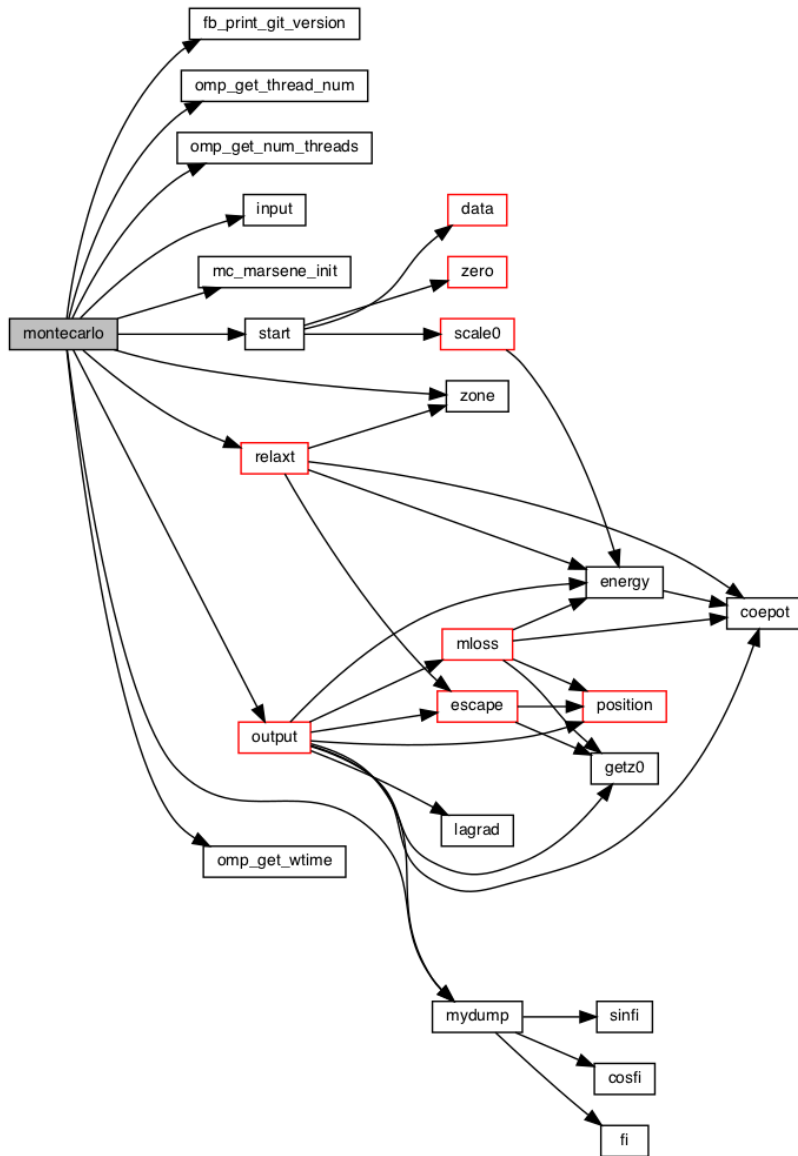 fb_print_git_version
omp_get_thread_num
omp_get_num_threads
input
data
mc_marsene_init
zero
montecarlo
start
scale0
zone
relaxt
energy
coepot
mloss
escape
position
output
getz0
lagrad
omp_get_wtime
mydump
sinfi
cosfi
fi